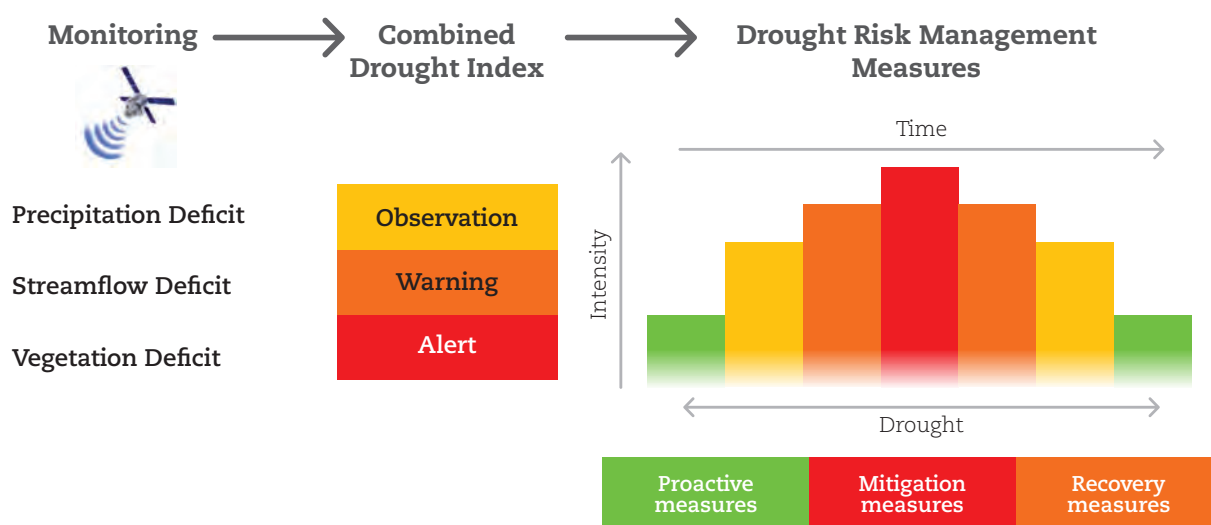 Monitoring
Combined
Drought Index
Drought Risk Management
Measures
Precipitation Deficit
Streamflow Deficit
Vegetation Deficit
Observation
Warning
Alert
Time
Intensity
Drought
Proactive
measures
Mitigation
measures
Recovery
measures